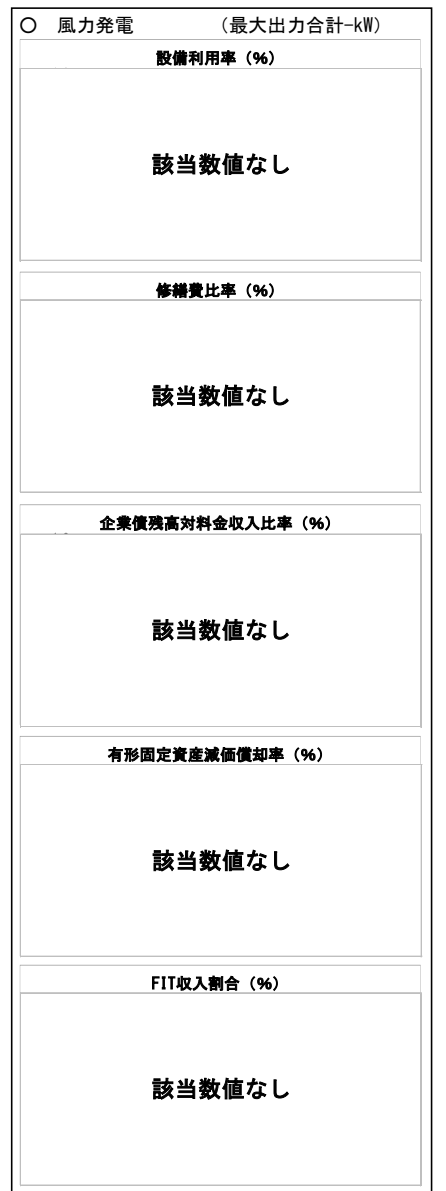 〇 風力発電 （最大出力合計-kW）
設備利用率（%）
該当数値なし
修繕費比率（%）
該当数値なし
企業債残高対料金収入比率（%）
該当数値なし
有形固定資産減価償却率（%）
該当数値なし
FIT収入割合（%）
該当数値なし